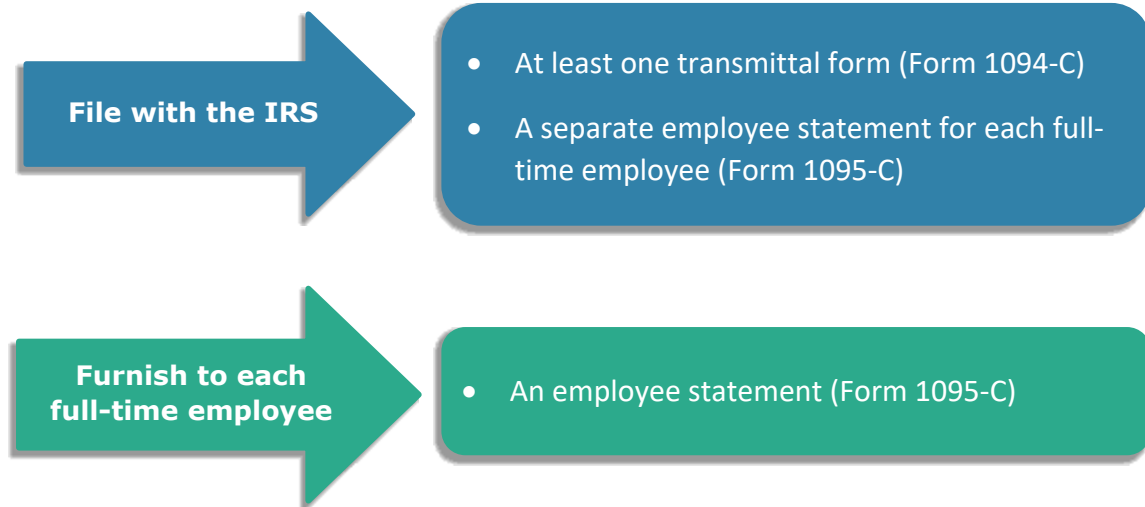 File with the IRS
• At least one transmittal form (Form 1094-C)
• A separate employee statement for each full-
time employee (Form 1095-C)
Furnish to each
full-time employee
• An employee statement (Form 1095-C)